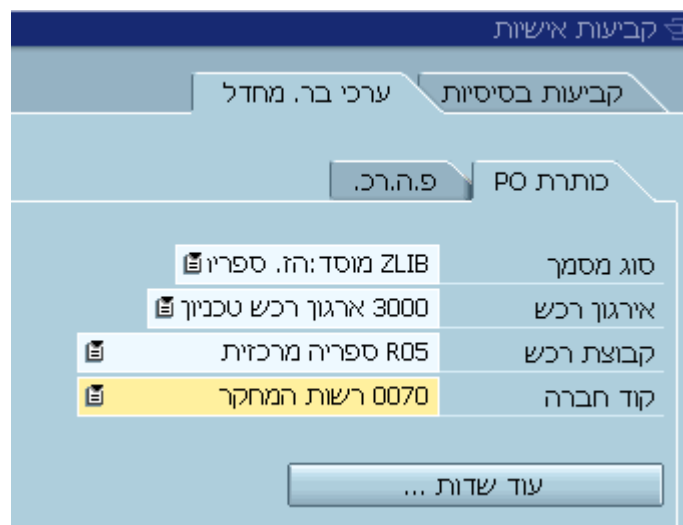 קביעות אישיות
קביעות בסיסיות ערכי בר. מחדל
כותרת PO פ.ה.רכ.
סוג מסמך ZLIB מוסד:הז. ספריו
אירגון רכש 3000 ארגון רכש טכניון
קבוצת רכש R05 ספריה מרכזית
קוד חברה 0070 רשות המחקר
עוד שדות ...